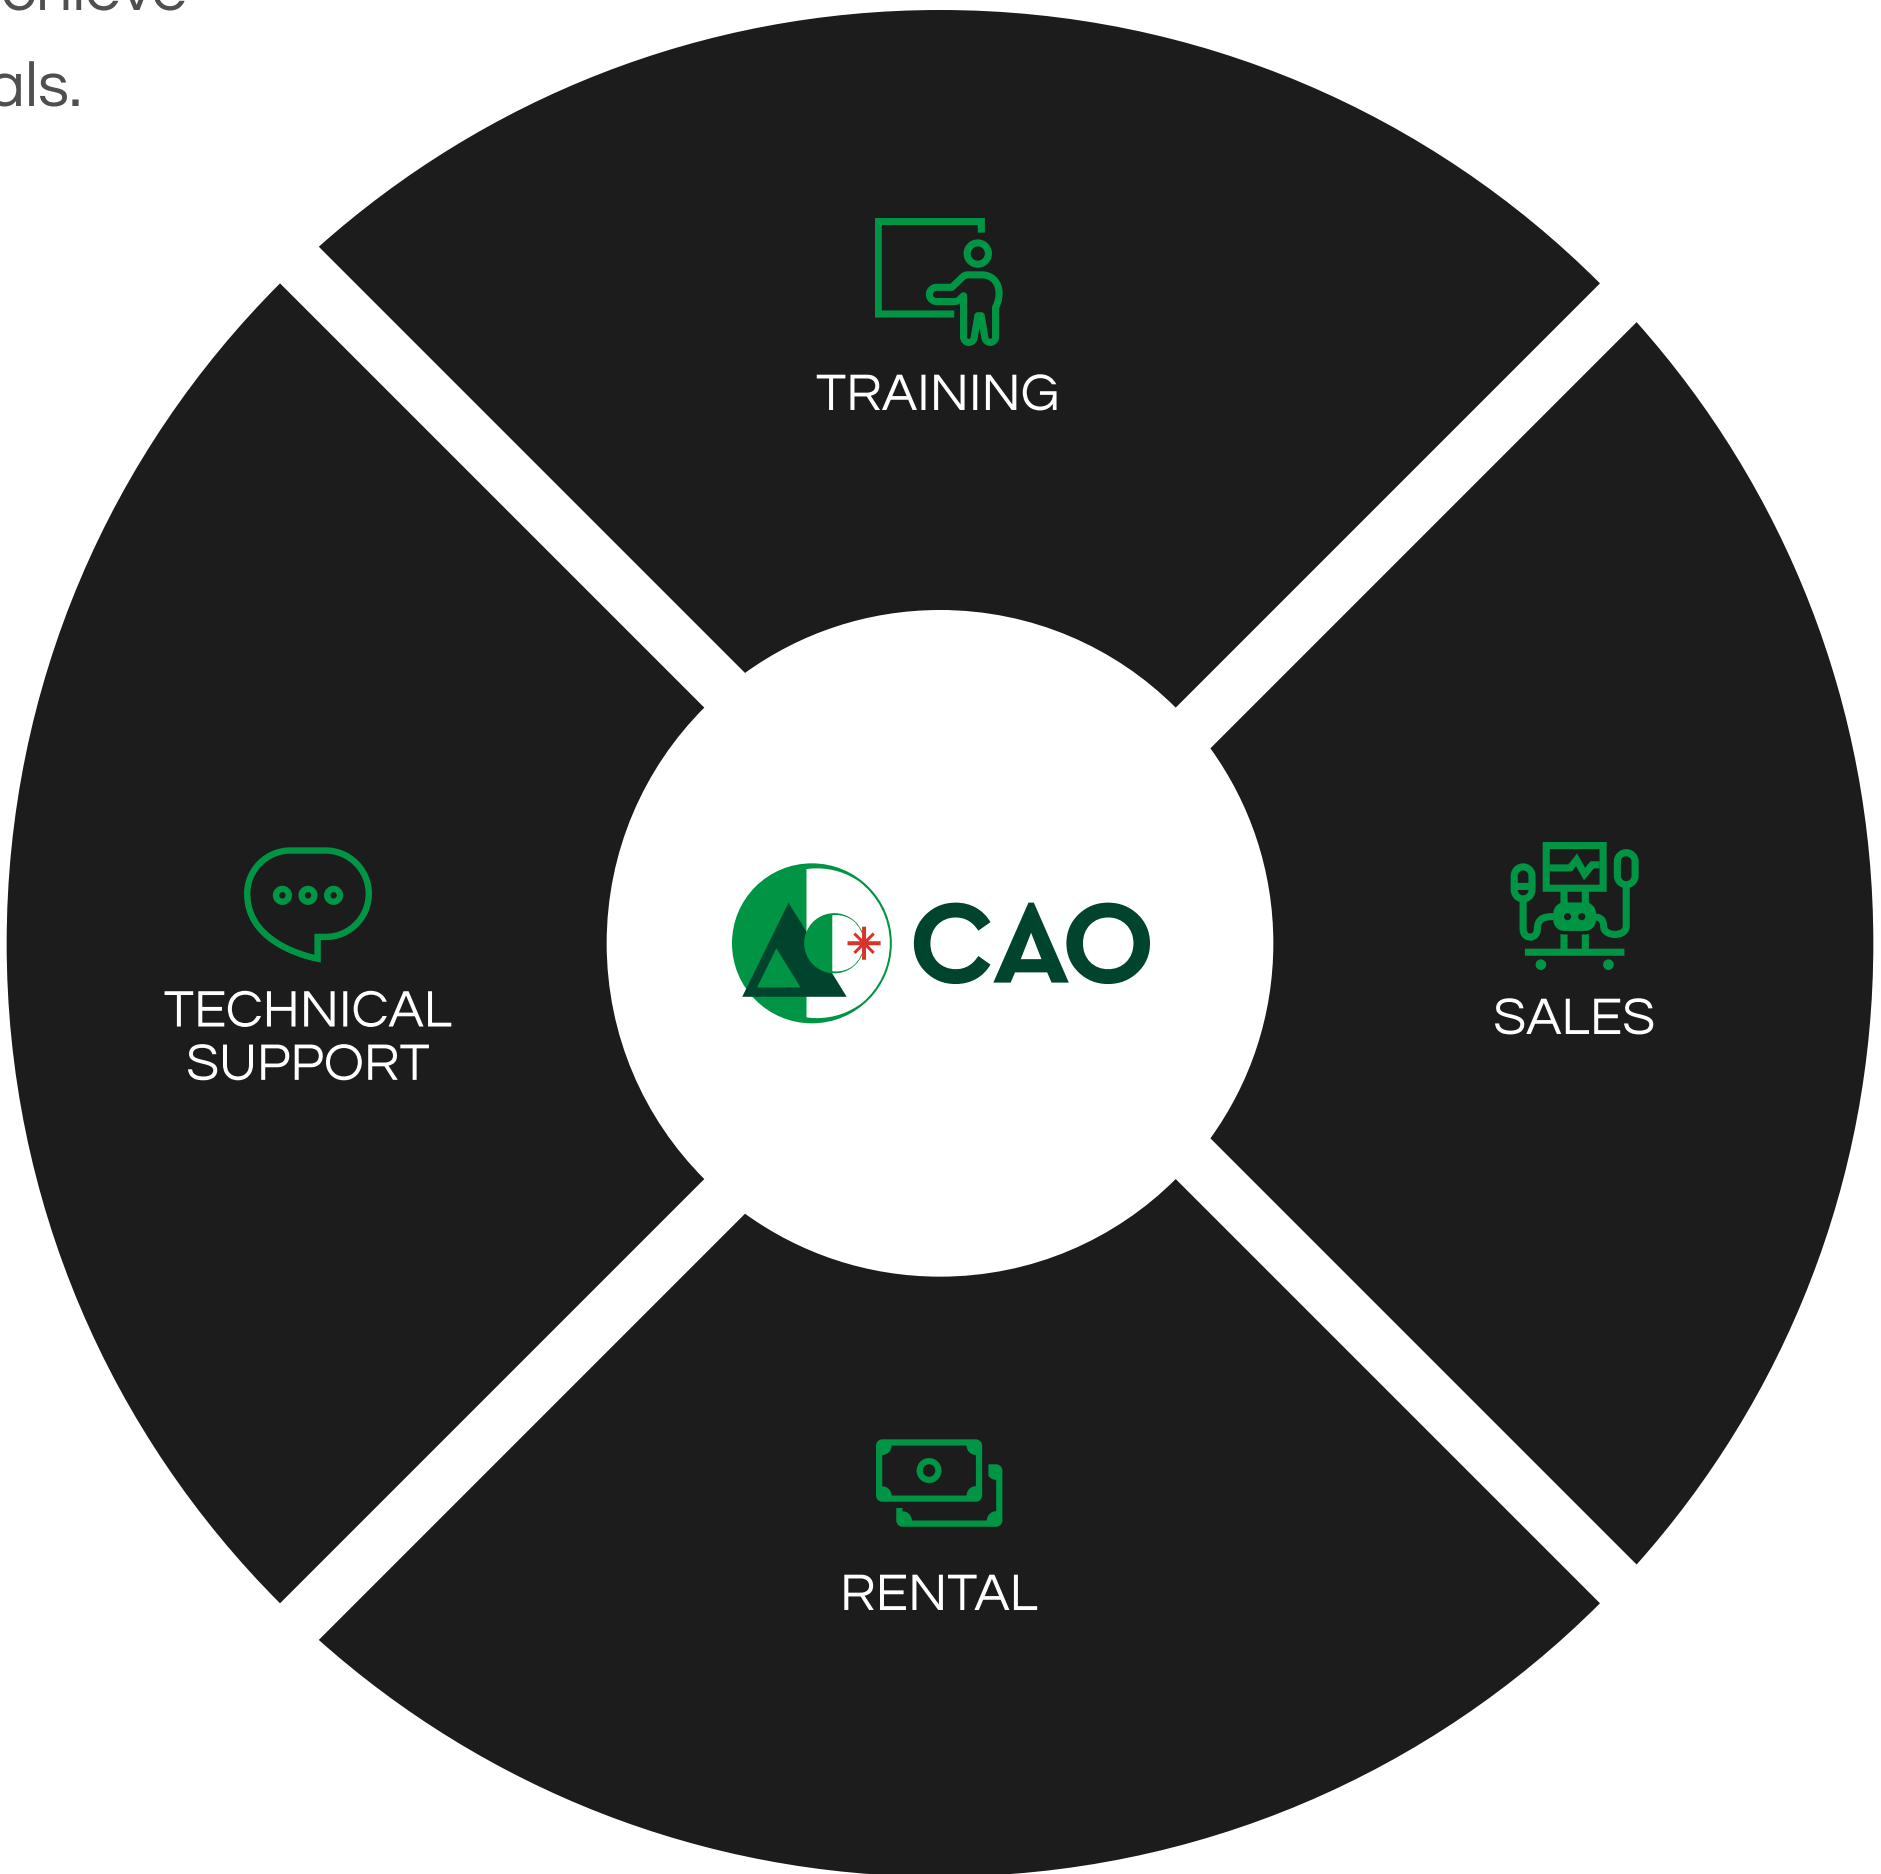 als.
TRAINING
TECHNICAL
SUPPORT
CAO
SALES
RENTAL